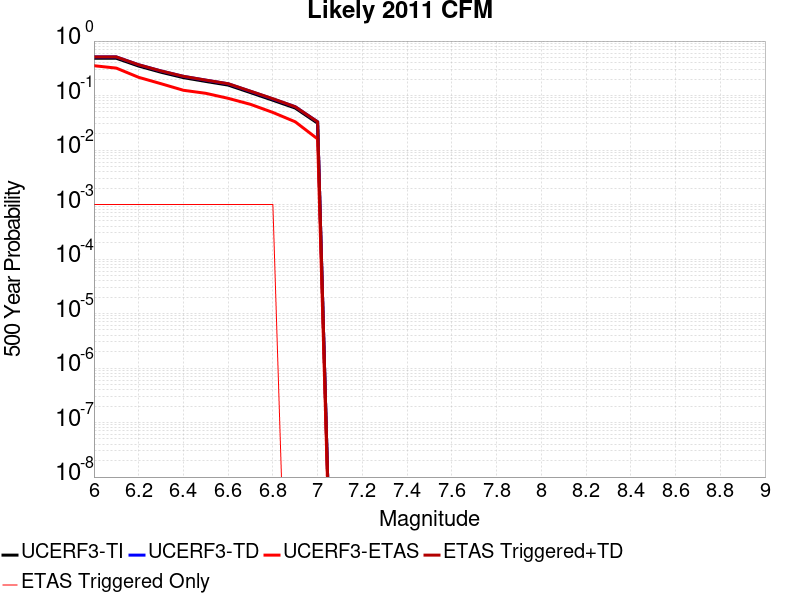 Likely 2011 CFM
10^0
10^-1
10^-2
10^-3
10^-4
10^-5
10^-6
10^-7
10^-8
500 Year Probability
6 6.2 6.4 6.6 6.8 7 7.2 7.4 7.6 7.8 8 8.2 8.4 8.6 8.8 9
Magnitude
UCERF3-TI UCERF3-TD UCERF3-ETAS ETAS Triggered+TD
ETAS Triggered Only